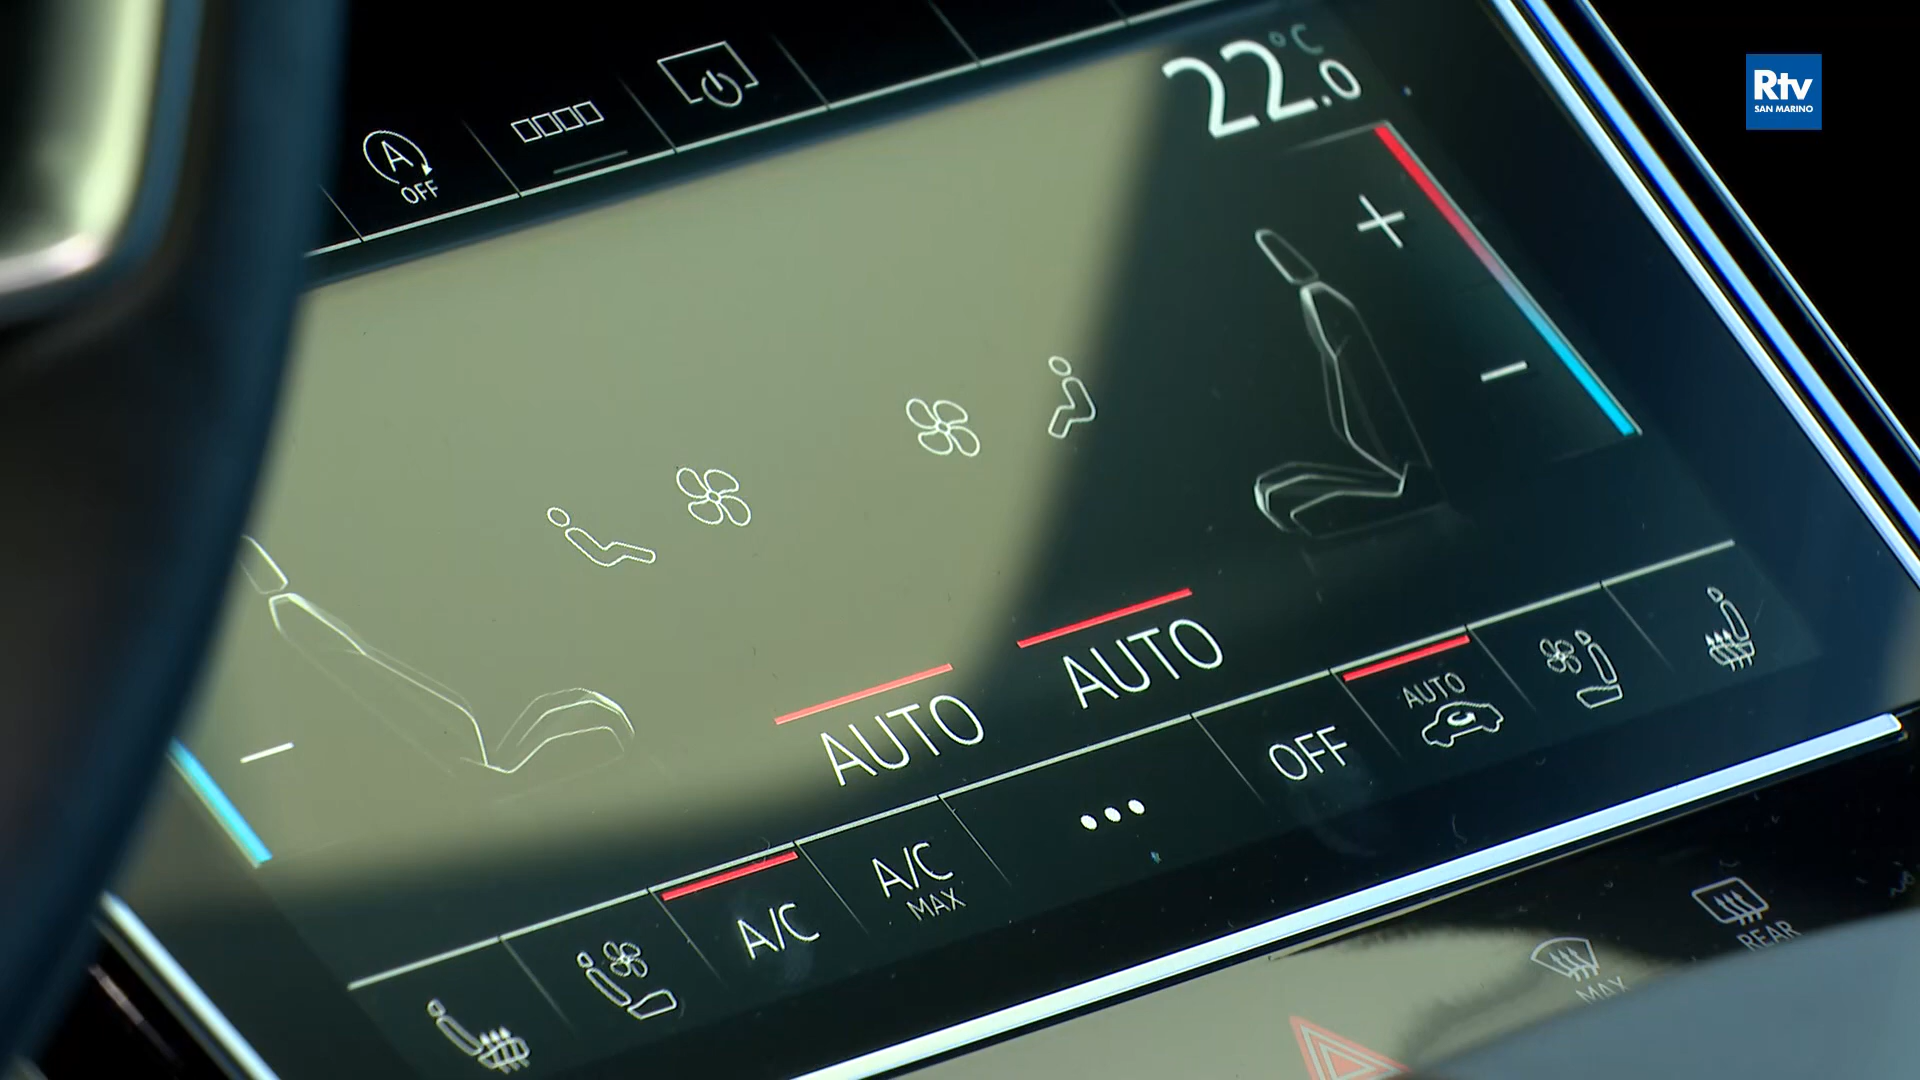 Rtv
SAN MARINO
22.0 °C
A
OFF
AUTO
AUTO
A/C
A/C
MAX
OFF
AUTO
MAX
REAR